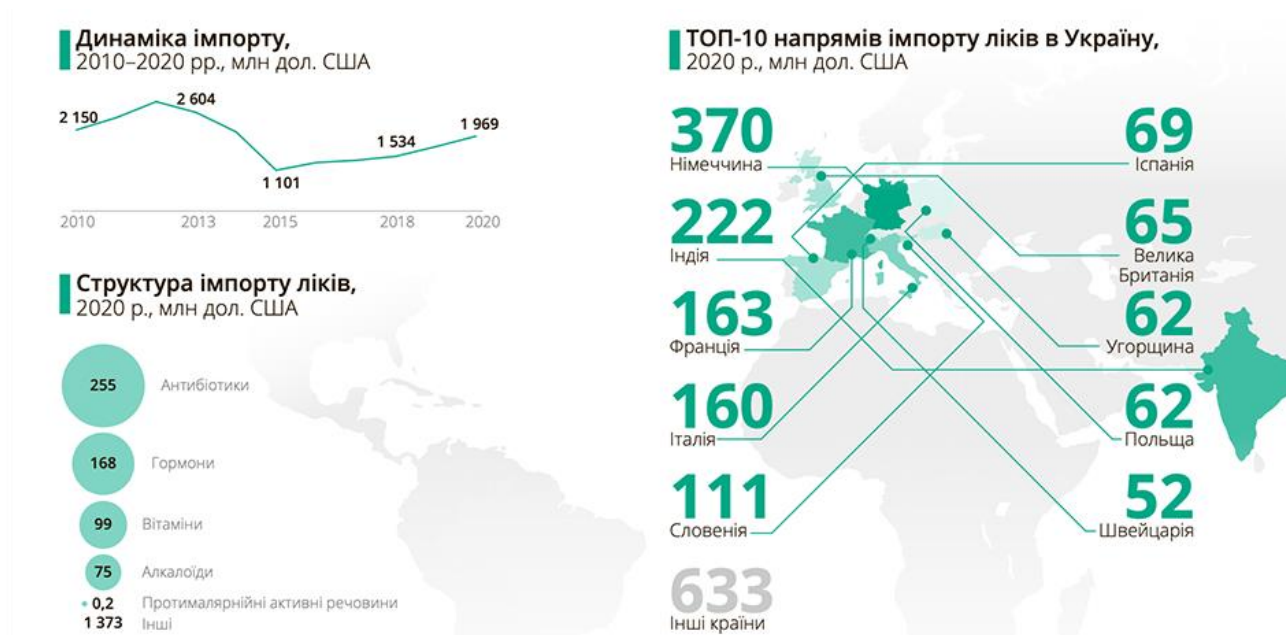 Динаміка імпорту,
2010–2020 рр., млн дол. США
2 150
2 604
1 101
1 534
1 969
2010
2013
2015
2018
2020
Структура імпорту ліків,
2020 р., млн дол. США
255 Антибіотики
168 Гормони
99 Вітаміни
75 Алкалоїди
0,2 Протималярнійні активні речовини
1 373 Інші
ТОП-10 напрямів імпорту ліків в Україну,
2020 р., млн дол. США
370
Німеччина
222
Індія
163
Франція
160
Італія
111
Словенія
633
Інші країни
69
Іспанія
65
Велика
Британія
62
Угорщина
62
Польща
52
Швейцарія